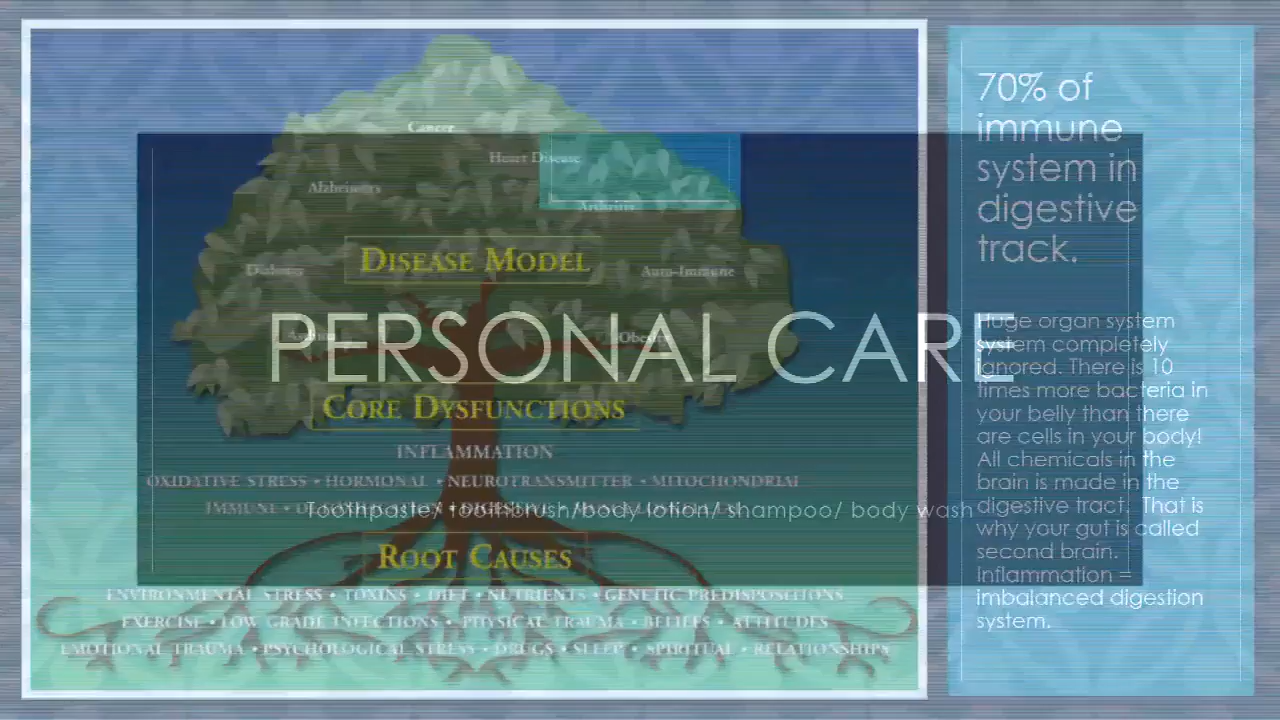 Cancer
Heart Disease
Alzheimers
Arthritis
DISEASE MODEL
Diabetes
Auto-Immune
Asthma
Obesity
CORE DYSFUNCTIONS
INFLAMMATION
OXIDATIVE STRESS • HORMONAL • NEUROTRANSMITTER • MITOCHONDRIAL
IMMUNE •
ROOT CAUSES
ENVIRONMENTAL STRESS • TOXINS • DIET • NUTRIENTS • GENETIC PREDISPOSITIONS
EXERCISE • LOW GRADE INFECTIONS • PHYSICAL TRAUMA • BELIEFS • ATTITUDES
EMOTIONAL TRAUMA • PSYCHOLOGICAL STRESS • DRUGS • SLEEP • SPIRITUAL • RELATIONSHIPS
PERSONAL CARE
Toothpaste/ toothbrush/body lotion/ shampoo/ body wash
70% of
immune
system in
digestive
track.
Huge organ system
system completely
ignored. There is 10
times more bacteria in
your belly than there
are cells in your body!
All chemicals in the
brain is made in the
digestive tract. That is
why your gut is called
second brain.
Inflammation =
imbalanced digestion
system.